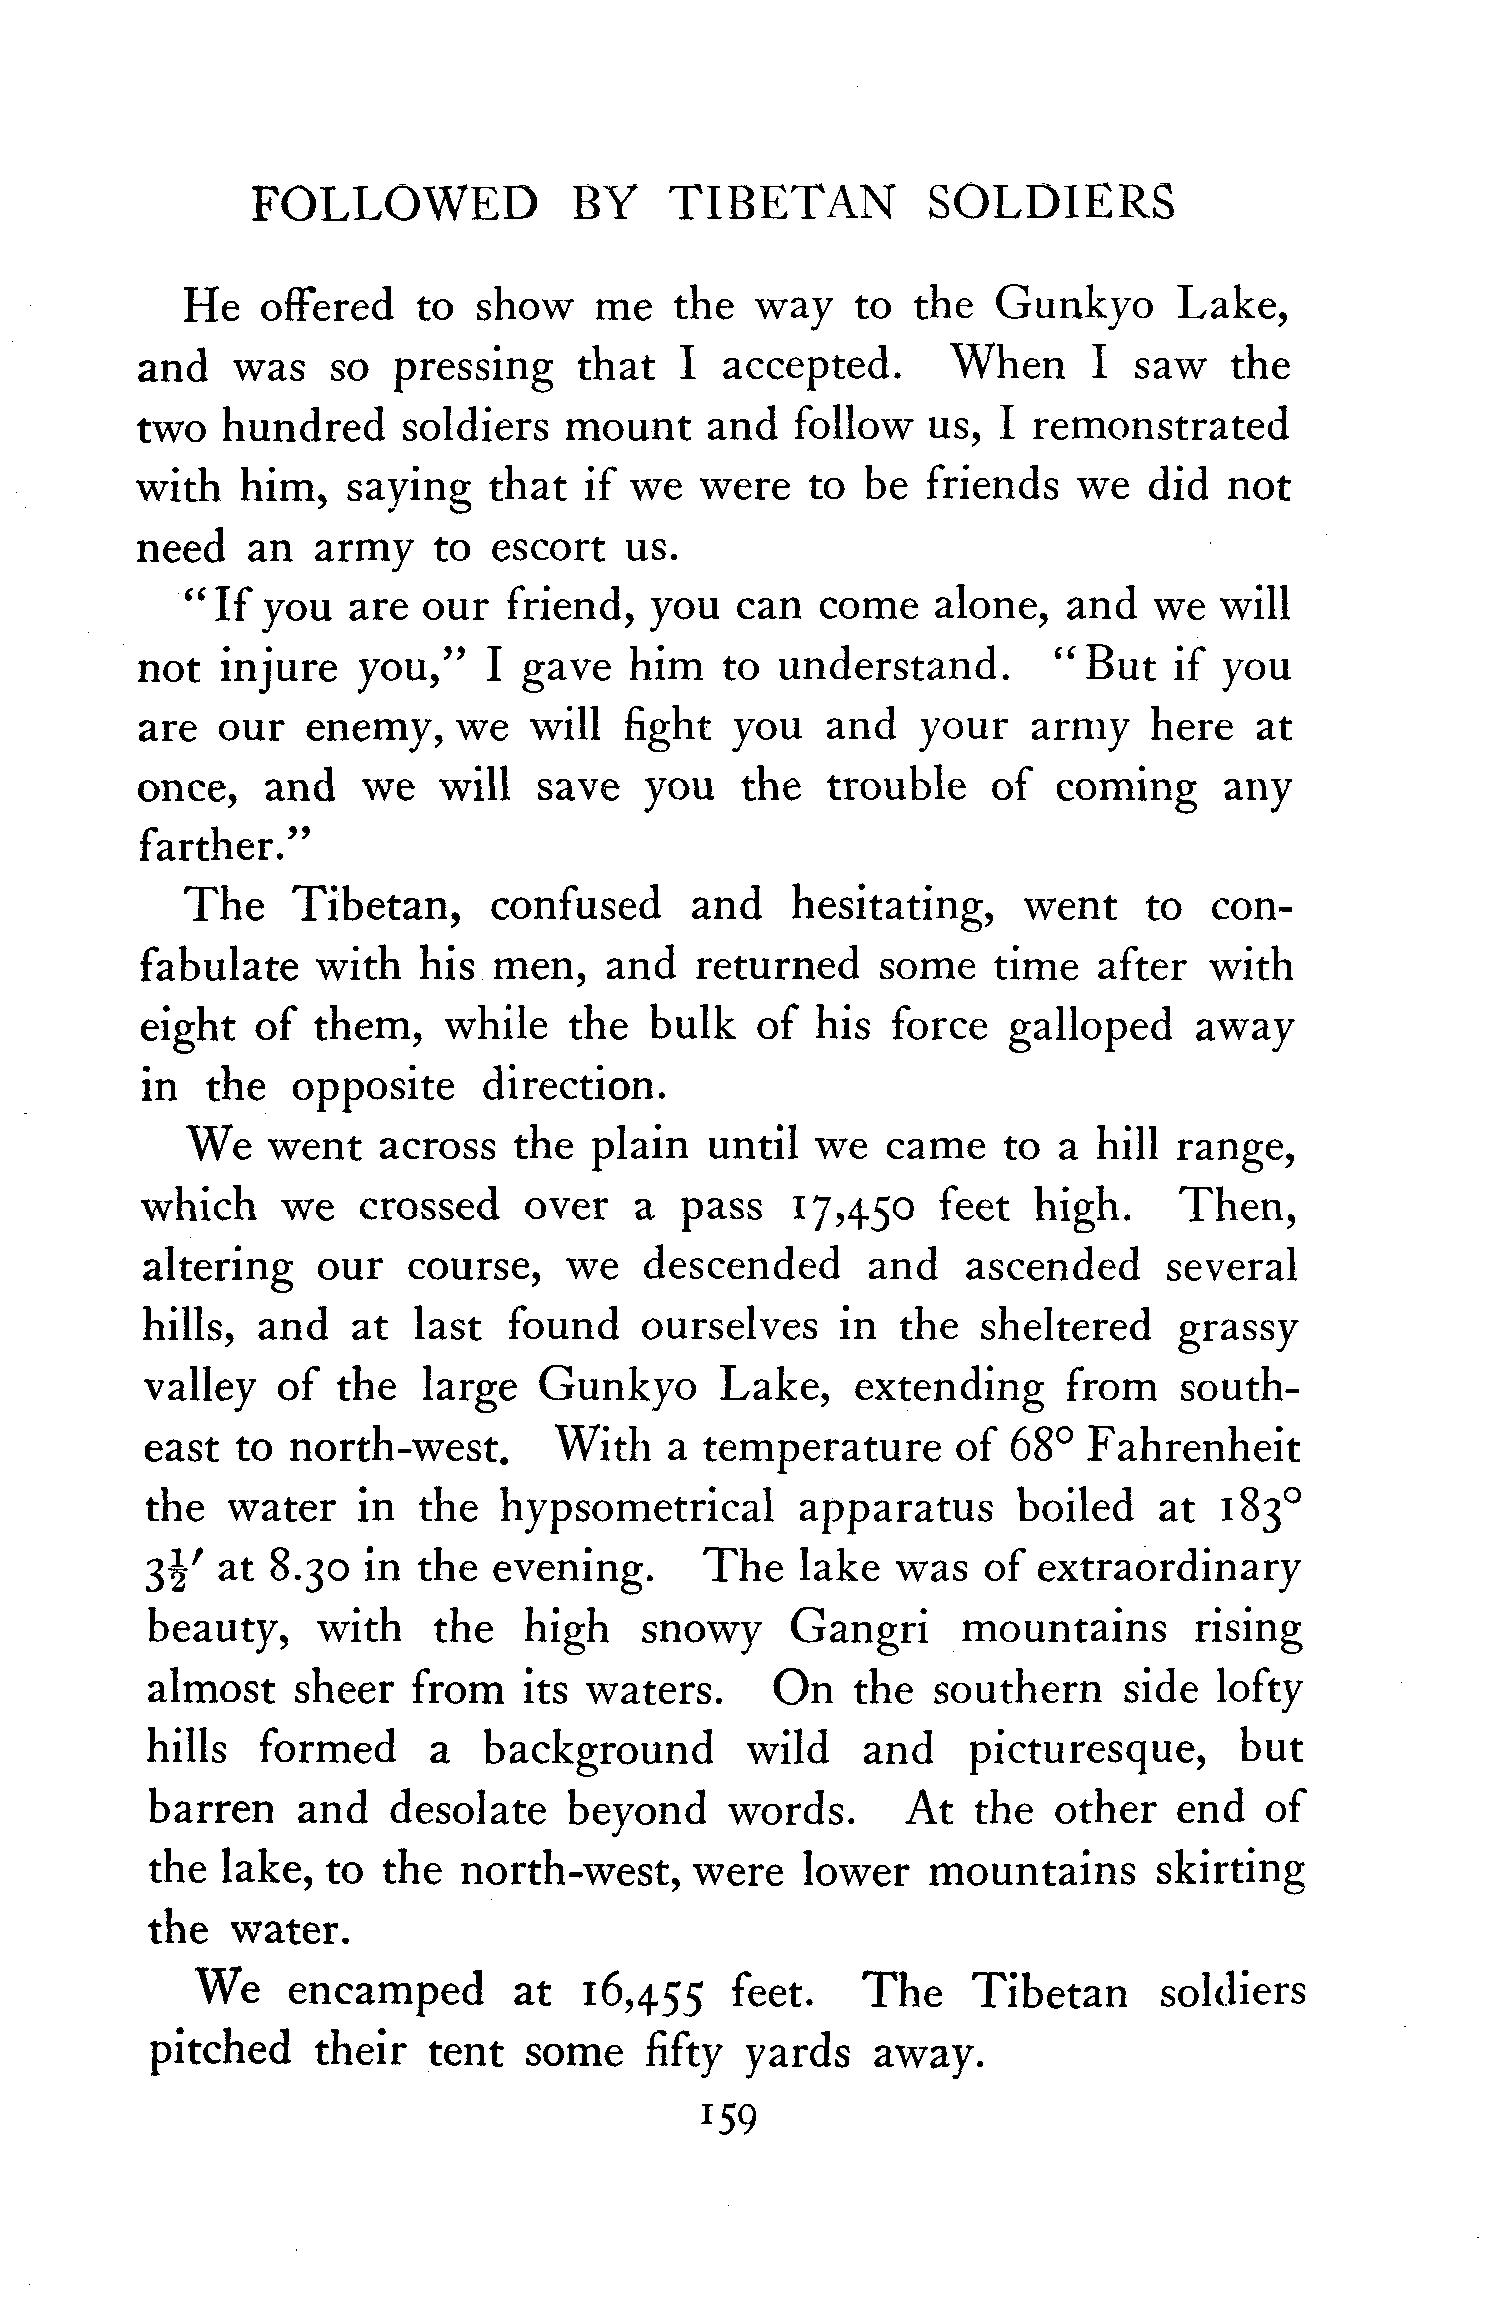 FOLLOWED BY TIBETAN SOLDIERS
He offered to show me the way to the Gunkyo Lake,
and was so pressing that I accepted. When I saw the
two hundred soldiers mount and follow us, I remonstrated
with him, saying that if we were to be friends we did not
need an army to escort us.
"If you are our friend, you can come alone, and we will
not injure you," I gave him to understand. "But if you
are our enemy, we will fight you and your army here at
once, and we will save you the trouble of coming any
farther."
The Tibetan, confused and hesitating, went to con-
fabulate with his men, and returned some time after with
eight of them, while the bulk of his force galloped away
in the opposite direction.
We went across the plain until we came to a hill range,
which we crossed over a pass 17,450 feet high. Then,
altering our course, we descended and ascended several
hills, and at last found ourselves in the sheltered grassy
valley of the large Gunkyo Lake, extending from south-
east to north-west. With a temperature of 68° Fahrenheit
the water in the hypsometrical apparatus boiled at 183°
3½′ at 8.30 in the evening. The lake was of extraordinary
beauty, with the high snowy Gangri mountains rising
almost sheer from its waters. On the southern side lofty
hills formed a background wild and picturesque, but
barren and desolate beyond words. At the other end of
the lake, to the north-west, were lower mountains skirting
the water.
We encamped at 16,455 feet. The Tibetan soldiers
pitched their tent some fifty yards away.
159